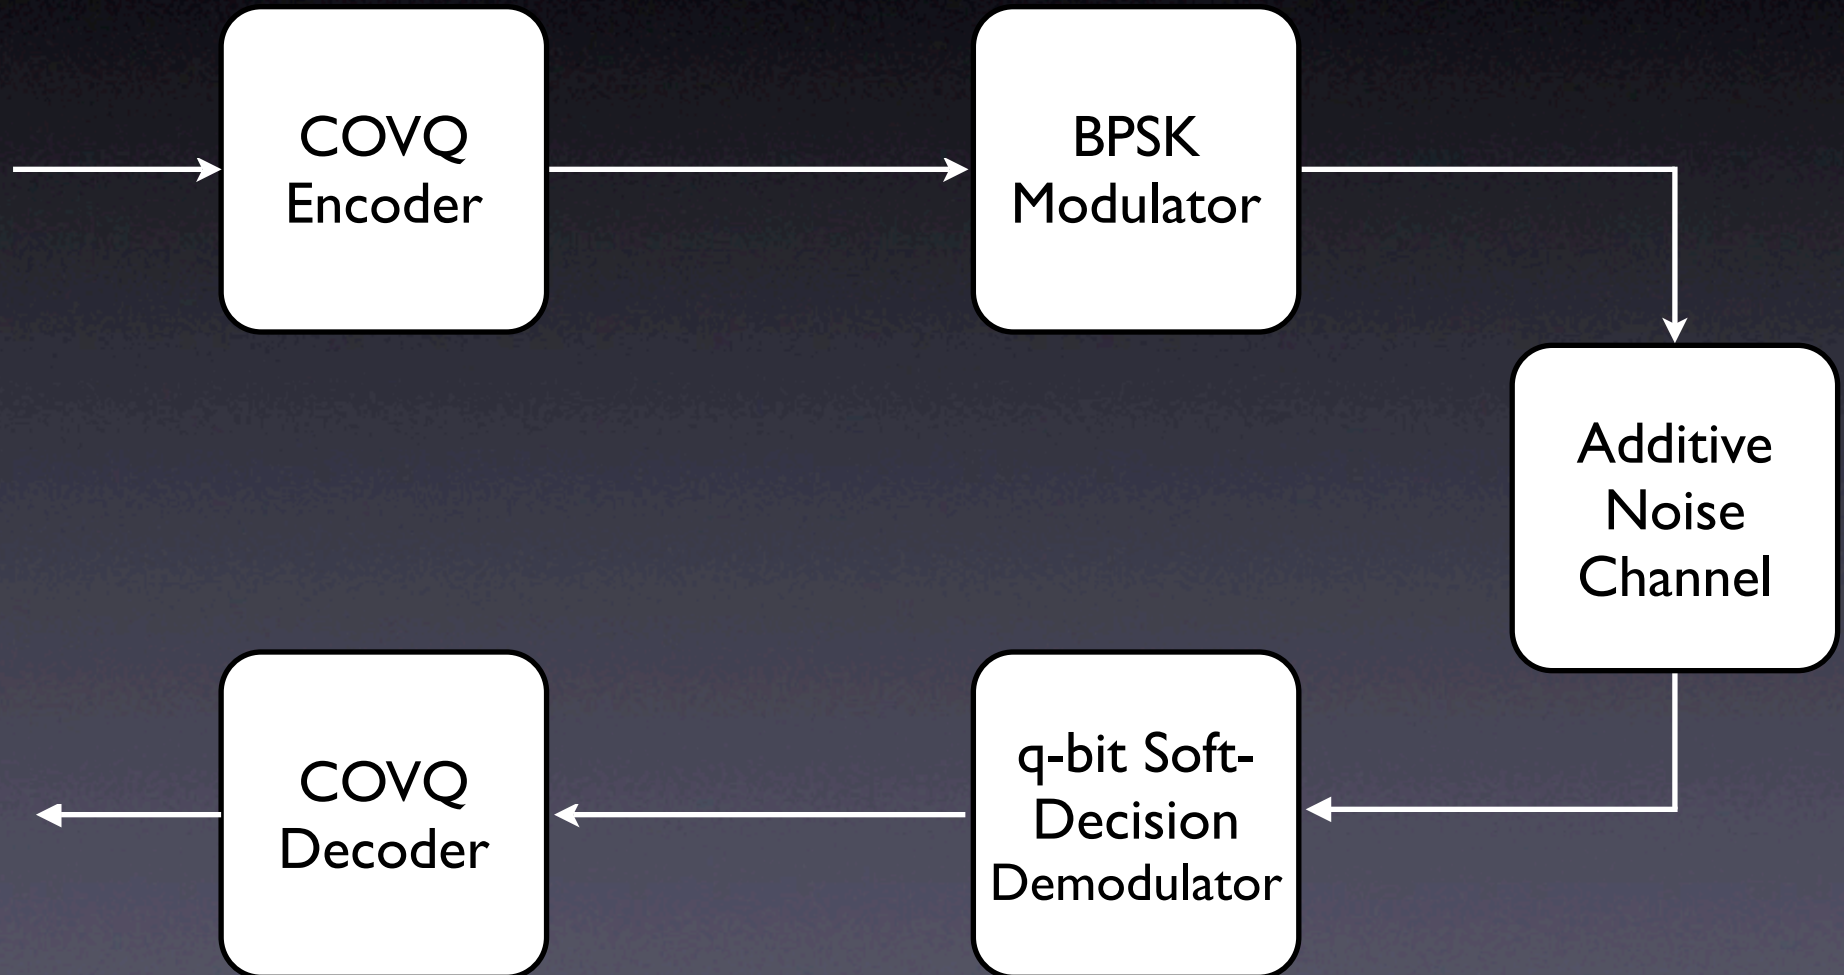 COVQ
Encoder
BPSK
Modulator
Additive
Noise
Channel
q-bit Soft-
Decision
Demodulator
COVQ
Decoder